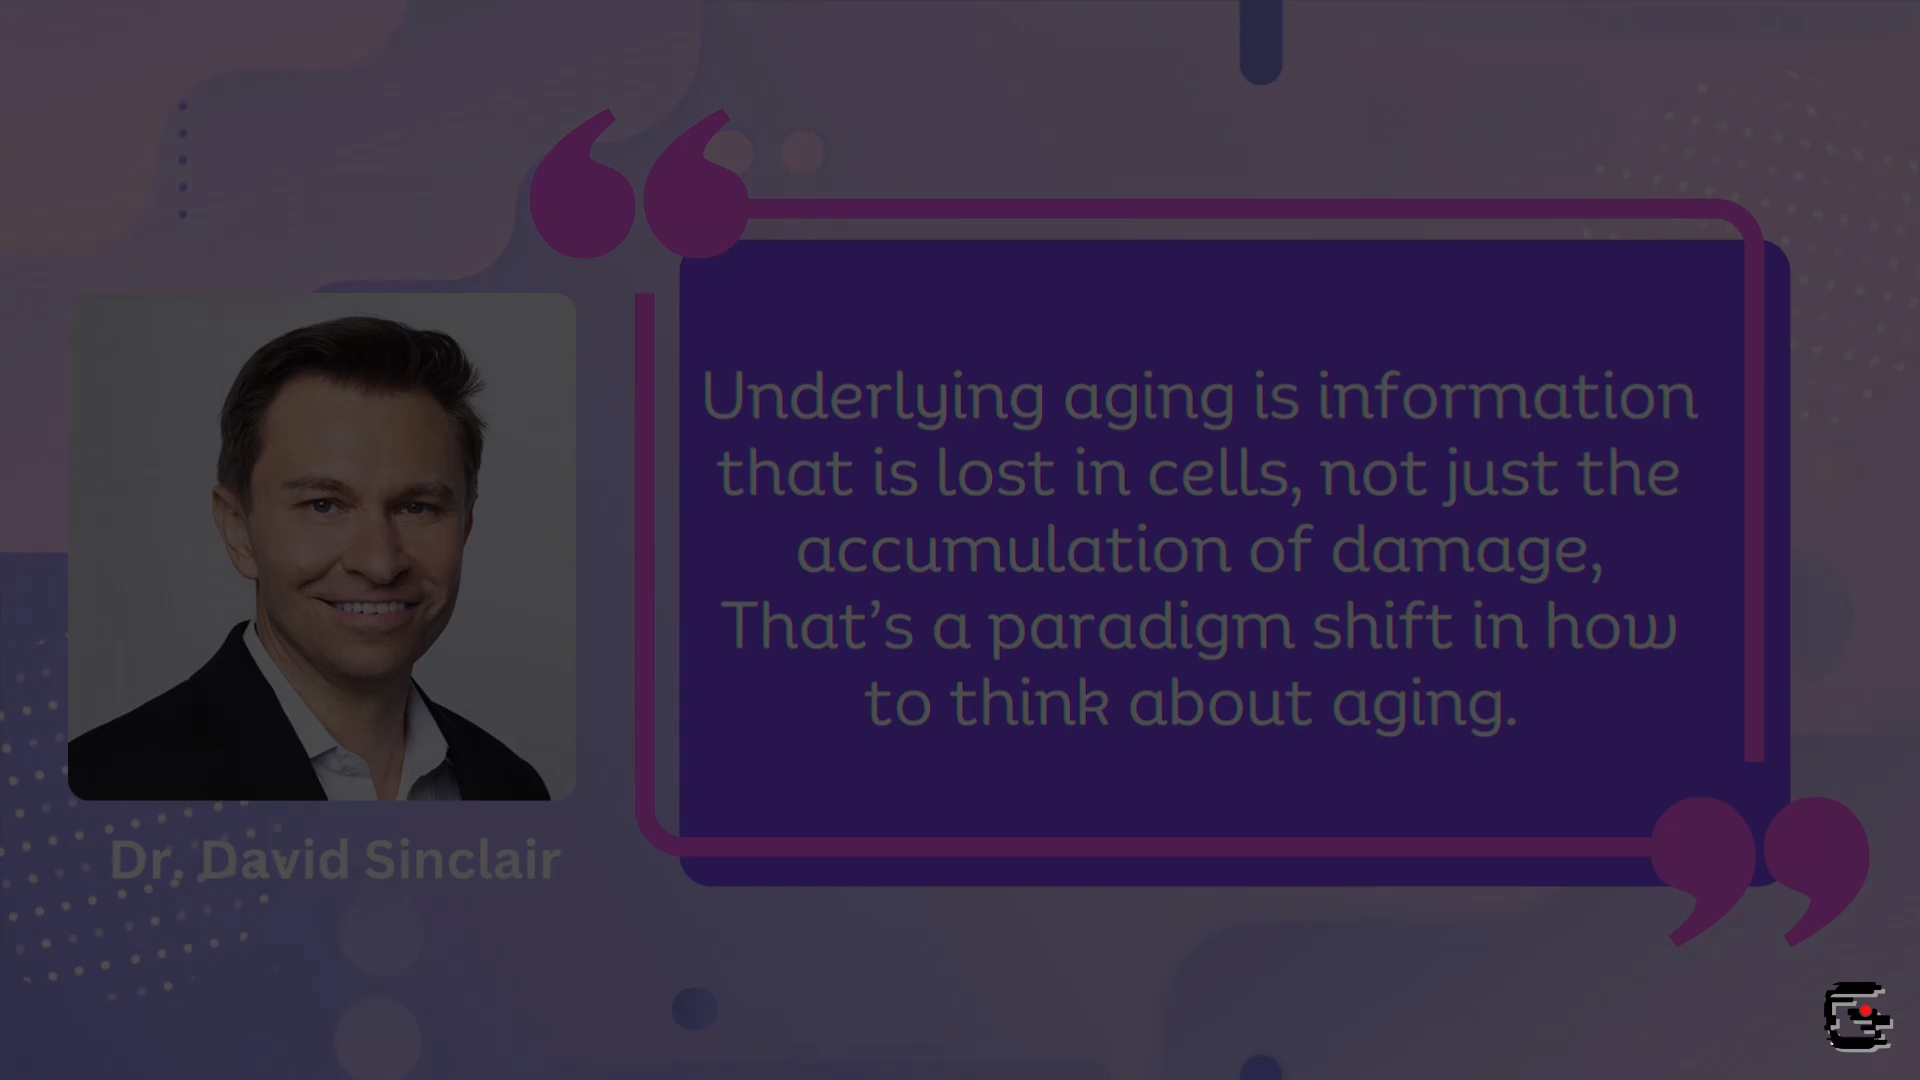 Underlying aging is information
that is lost in cells, not just the
accumulation of damage,
That’s a paradigm shift in how
to think about aging.
Dr. David Sinclair